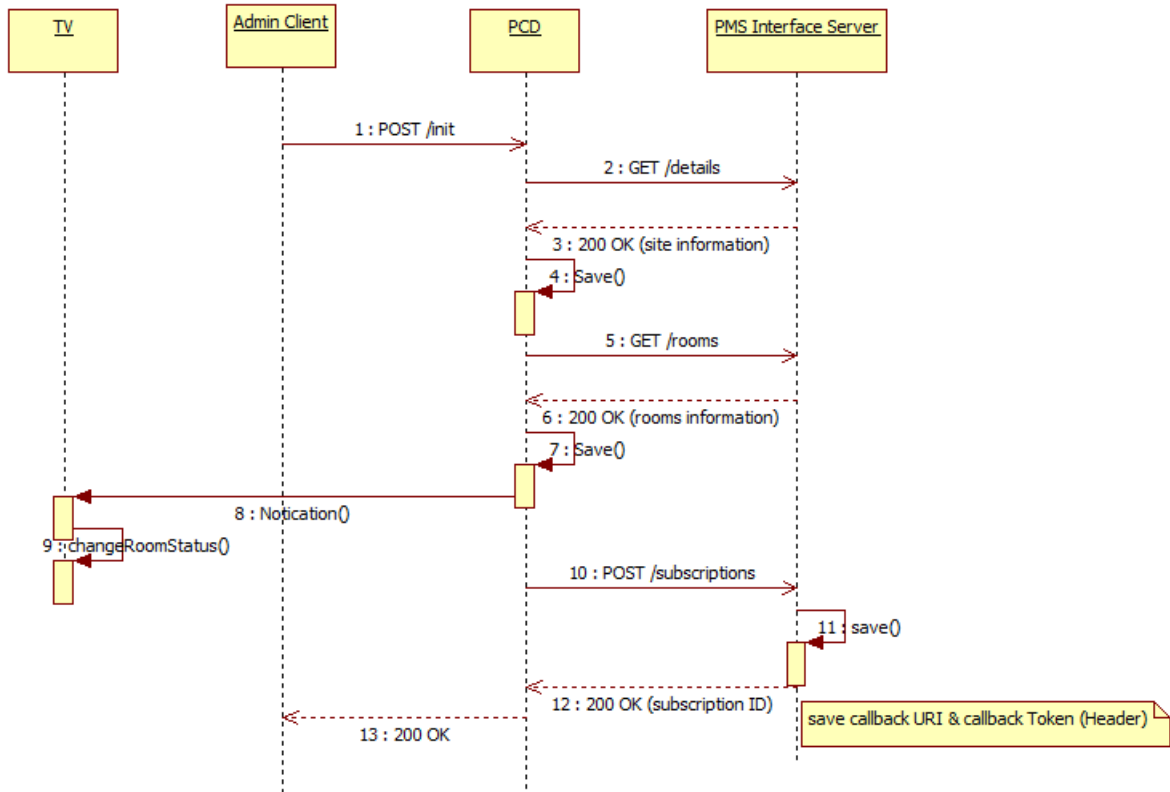 TV
Admin Client
PCD
PMS Interface Server
1 : POST /init
2 : GET /details
3 : 200 OK (site information)
4 : Save()
5 : GET /rooms
6 : 200 OK (rooms information)
7 : Save()
8 : Notication()
9 : changeRoomStatus()
10 : POST /subscriptions
11 : save()
12 : 200 OK (subscription ID)
save callback URI & callback Token (Header)
13 : 200 OK